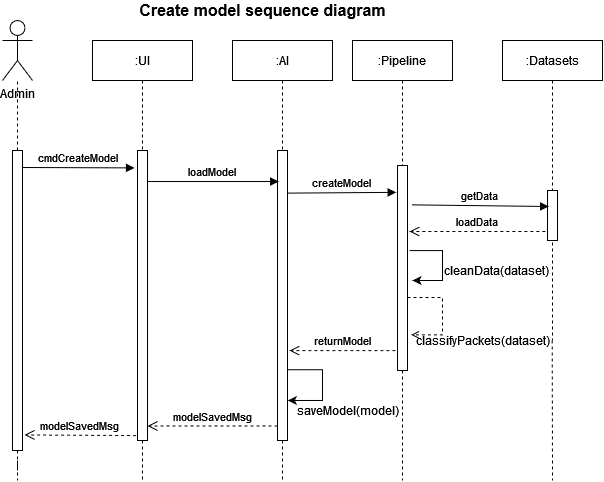 Create model sequence diagram
:UI
:AI
:Pipeline
:Datasets
Admin
cmdCreateModel
loadModel
createModel
getData
loadData
cleanData(dataset)
classifyPackets(dataset)
returnModel
saveModel(model)
modelSavedMsg
modelSavedMsg